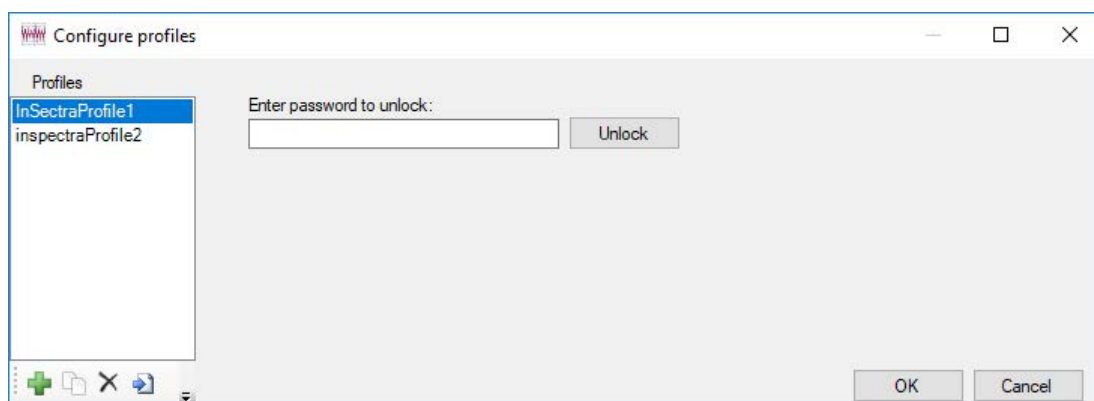 Configure profiles
Profiles
InSectraProfile1
inspectraProfile2
Enter password to unlock:
Unlock
OK
Cancel